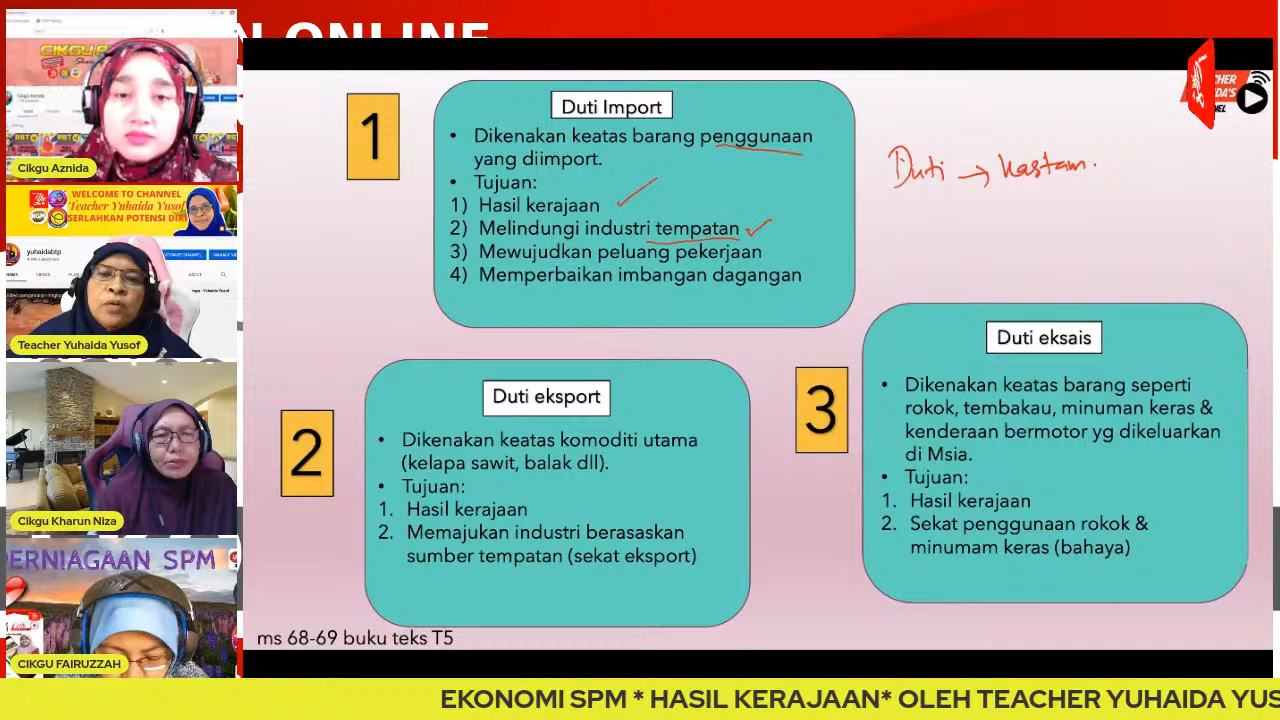 N ONLINE
Cikgu Aznida
WELCOME TO CHANNEL
Teacher Yuhaida Yusof
SERLAHKAN POTENSI DIRI
yuhaidabtp
HOME VIDEOS
ABOUT
Teacher Yuhaida Yusof
Cikgu Kharun Niza
PERNIAGAAN SPM
CIKGU FAIRUZZAH
1
Duti Import
• Dikenakan keatas barang penggunaan
yang diimport.
• Tujuan:
1) Hasil kerajaan
2) Melindungi industri tempatan
3) Mewujudkan peluang pekerjaan
4) Memperbaikan imbangan dagangan
Duti → kastam.
2
Duti eksport
• Dikenakan keatas komoditi utama
(kelapa sawit, balak dll).
• Tujuan:
1. Hasil kerajaan
2. Memajukan industri berasaskan
sumber tempatan (sekat eksport)
3
Duti eksais
• Dikenakan keatas barang seperti
rokok, tembakau, minuman keras &
kenderaan bermotor yg dikeluarkan
di Msia.
• Tujuan:
1. Hasil kerajaan
2. Sekat penggunaan rokok &
minumam keras (bahaya)
ms 68-69 buku teks T5
EKONOMI SPM * HASIL KERAJAAN* OLEH TEACHER YUHAIDA YUS